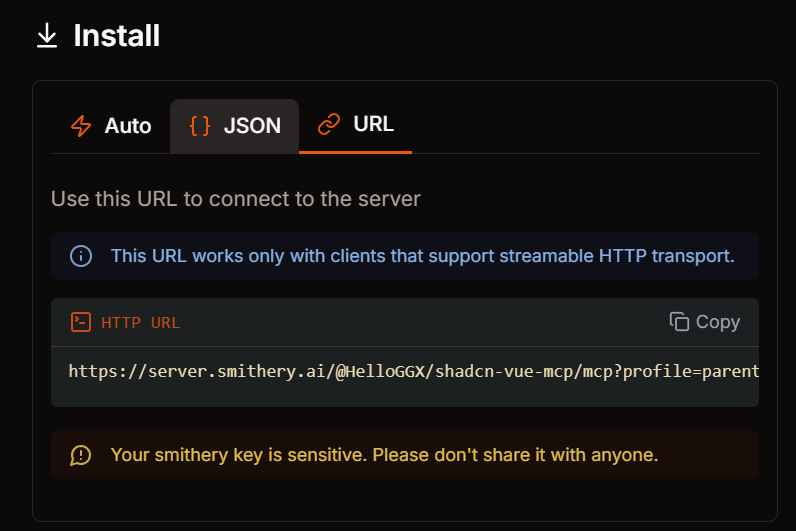 Install
Auto
JSON
URL
Use this URL to connect to the server
This URL works only with clients that support streamable HTTP transport.
HTTP URL
Copy
https://server.smithery.ai/@HelloGGX/shadcn-vue-mcp/mcp?profile=parent
Your smithery key is sensitive. Please don't share it with anyone.